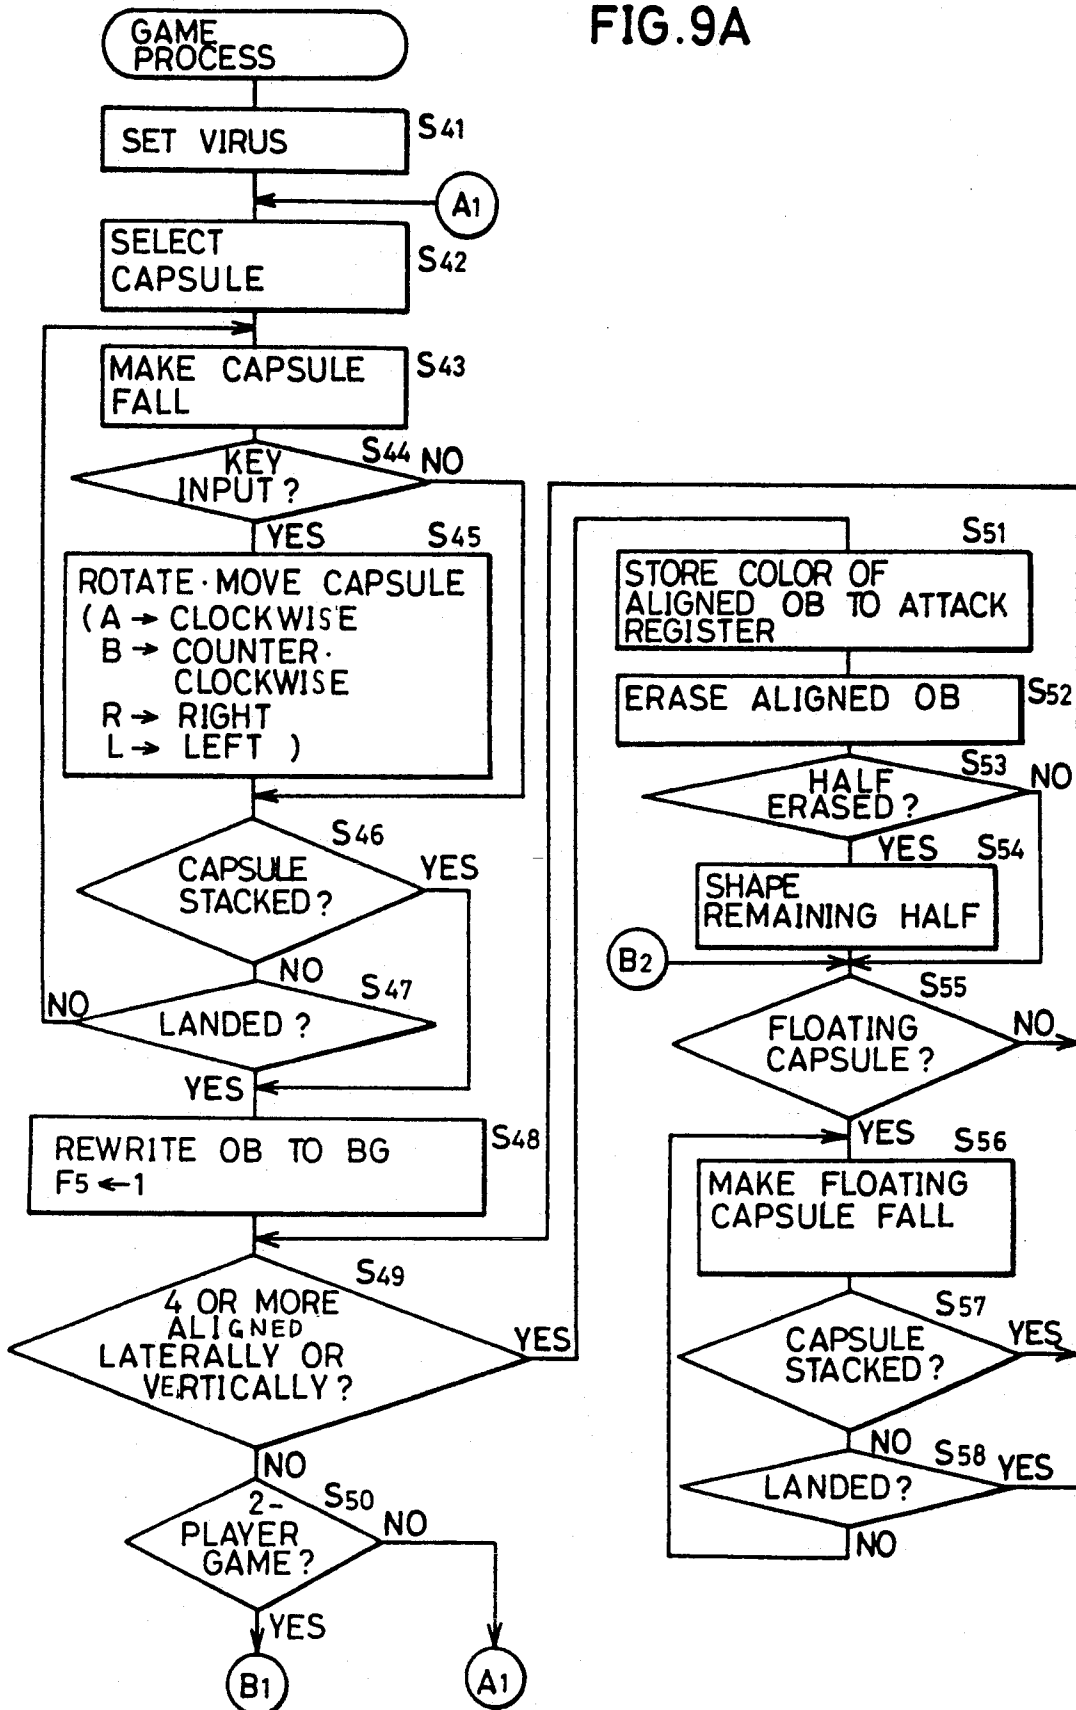 FIG.9A
GAME
PROCESS
SET VIRUS
S41
A1
SELECT
CAPSULE
S42
MAKE CAPSULE
FALL
S43
KEY
INPUT?
S44
NO
YES
S45
ROTATE·MOVE CAPSULE
(A→CLOCKWISE
B→COUNTER·
CLOCKWISE
R→RIGHT
L→LEFT )
S46
CAPSULE
STACKED?
YES
NO
S47
NO
LANDED?
YES
REWRITE OB TO BG
F5←1
S48
S49
4 OR MORE
ALIGNED
LATERALLY OR
VERTICALLY?
YES
NO
S50
2-
PLAYER
GAME?
NO
YES
B1
A1
S51
STORE COLOR OF
ALIGNED OB TO ATTACK
REGISTER
ERASE ALIGNED OB
S52
S53
HALF
ERASED?
NO
YES
S54
SHAPE
REMAINING HALF
B2
S55
FLOATING
CAPSULE?
NO
YES
S56
MAKE FLOATING
CAPSULE FALL
S57
CAPSULE
STACKED?
YES
NO
S58
LANDED?
YES
NO